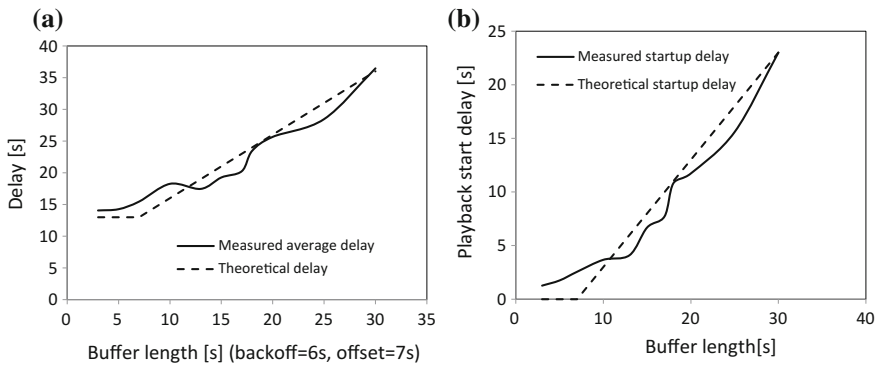 (a)
40
35
30
25
20
15
10
5
0
Delay [s]
Measured average delay
Theoretical delay
0 5 10 15 20 25 30 35
Buffer length [s] (backoff=6s, offset=7s)
(b)
25
20
15
10
5
0
Playback start delay [s]
Measured startup delay
Theoretical startup delay
0 10 20 30 40
Buffer length[s]